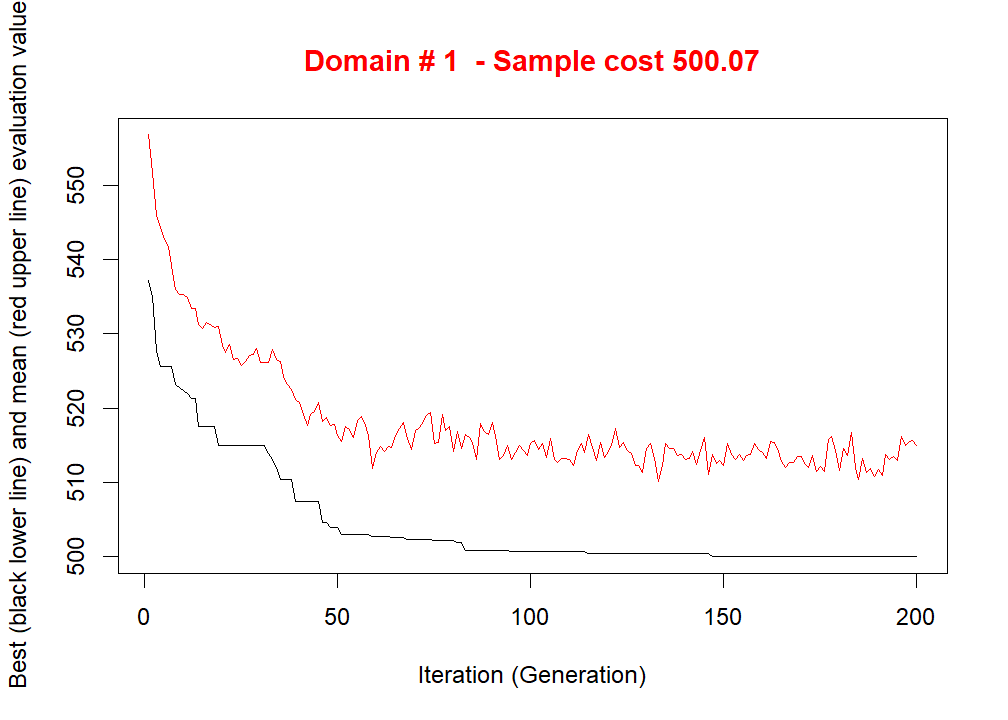 Domain # 1  - Sample cost 500.07
Best (black lower line) and mean (red upper line) evaluation value
550
540
530
520
510
500
0 50 100 150 200
Iteration (Generation)